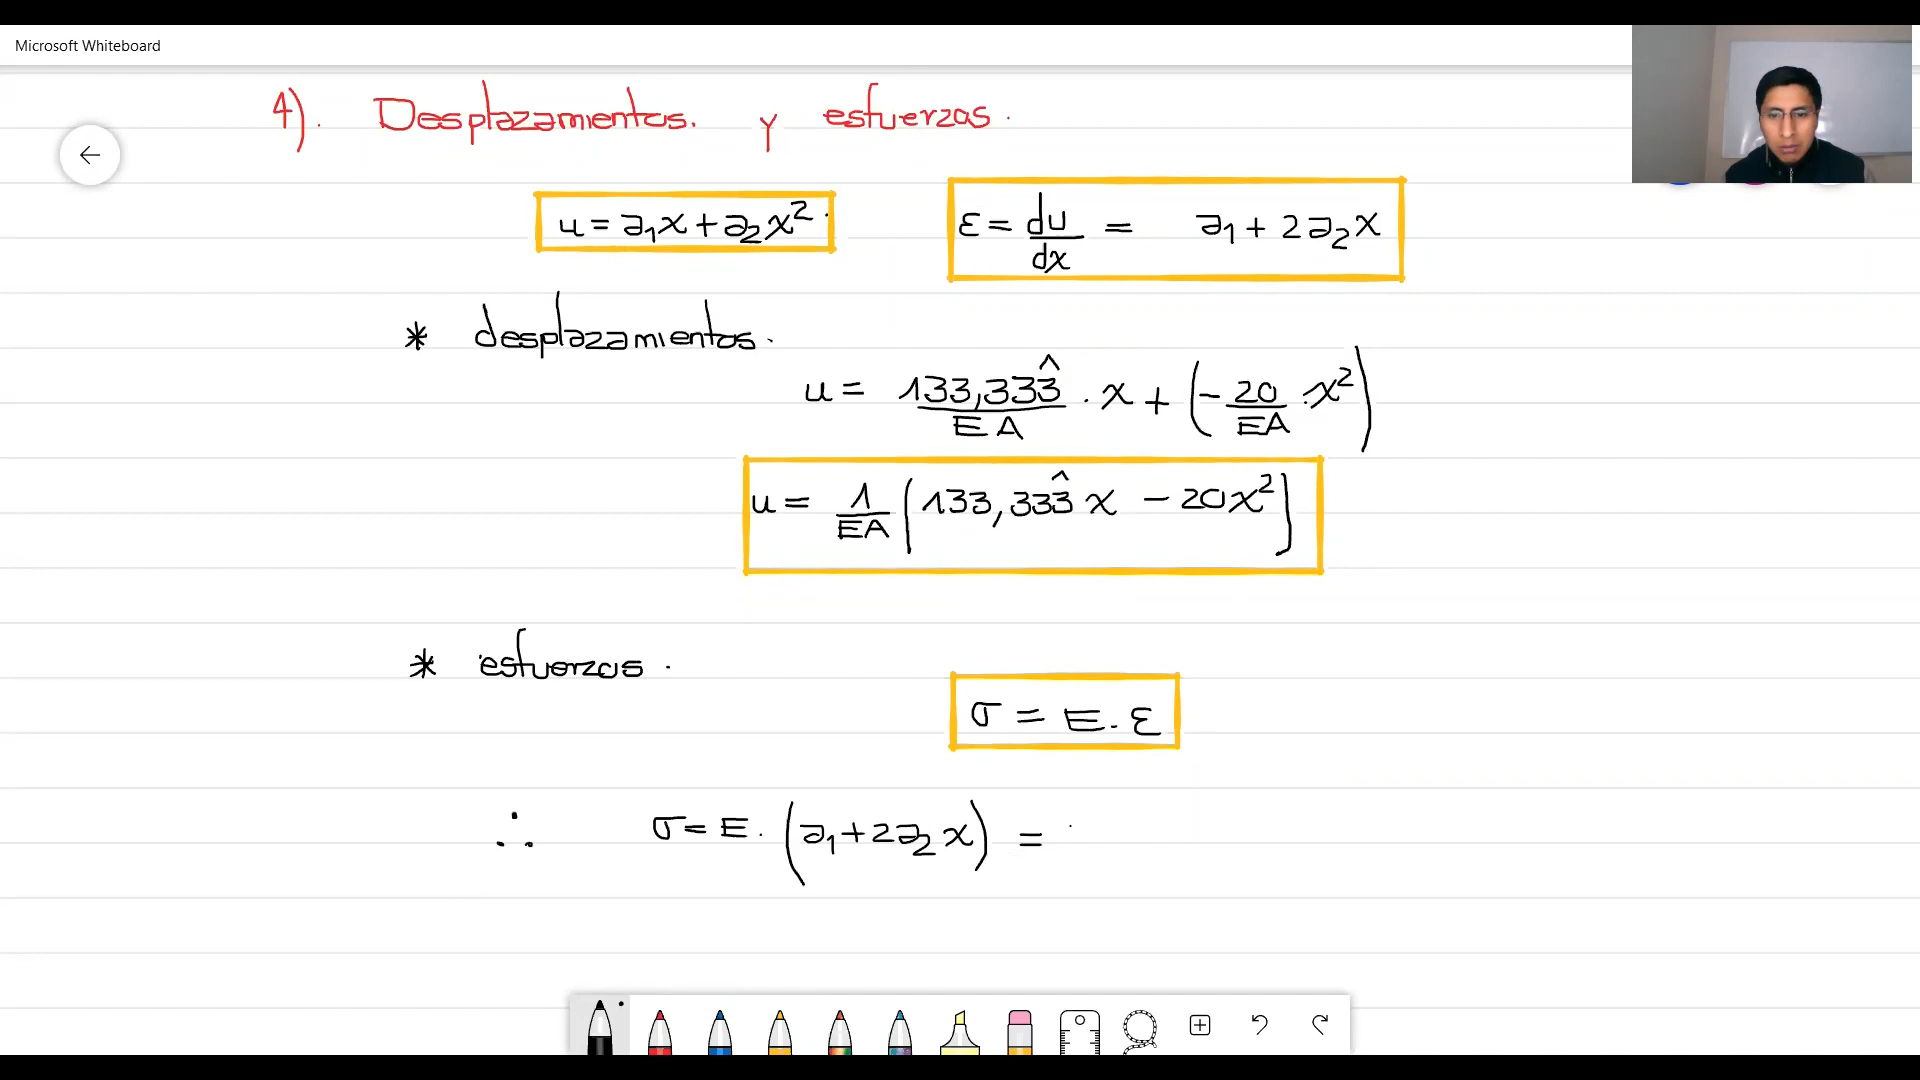 Microsoft Whiteboard
4). Desplazamientos. y esfuerzos.
u = a₁x + a₂x² ε = du/dx = a₁ + 2a₂x
* desplazamientos.
u = 133,333̂/EA · x + (-20/EA · x²)
u = 1/EA [133,333̂ x - 20x²]
* esfuerzos.
σ = E. ε
∴ σ = E. (a₁ + 2a₂x) =